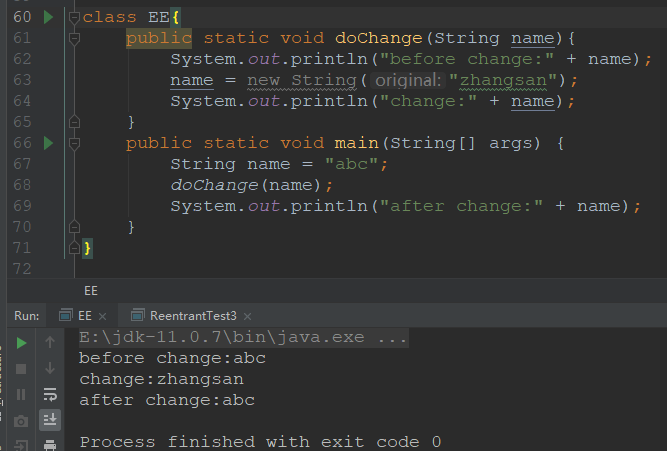 60 class EE{
61 public static void doChange(String name){
62 System.out.println("before change:" + name);
63 name = new String( original: "zhangsan");
64 System.out.println("change:" + name);
65 }
66 public static void main(String[] args) {
67 String name = "abc";
68 doChange(name);
69 System.out.println("after change:" + name);
70 }
71 }
72
EE
Run: EE × ReentrantTest3 ×
E:\jdk-11.0.7\bin\java.exe ...
before change:abc
change:zhangsan
after change:abc
Process finished with exit code 0